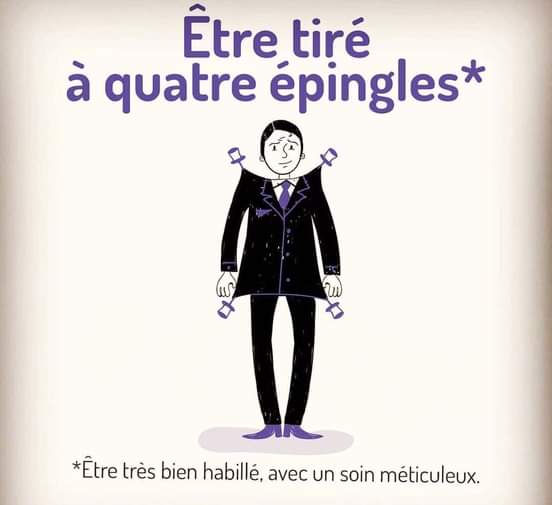 Être tiré
à quatre épingles*
*Être très bien habillé, avec un soin méticuleux.